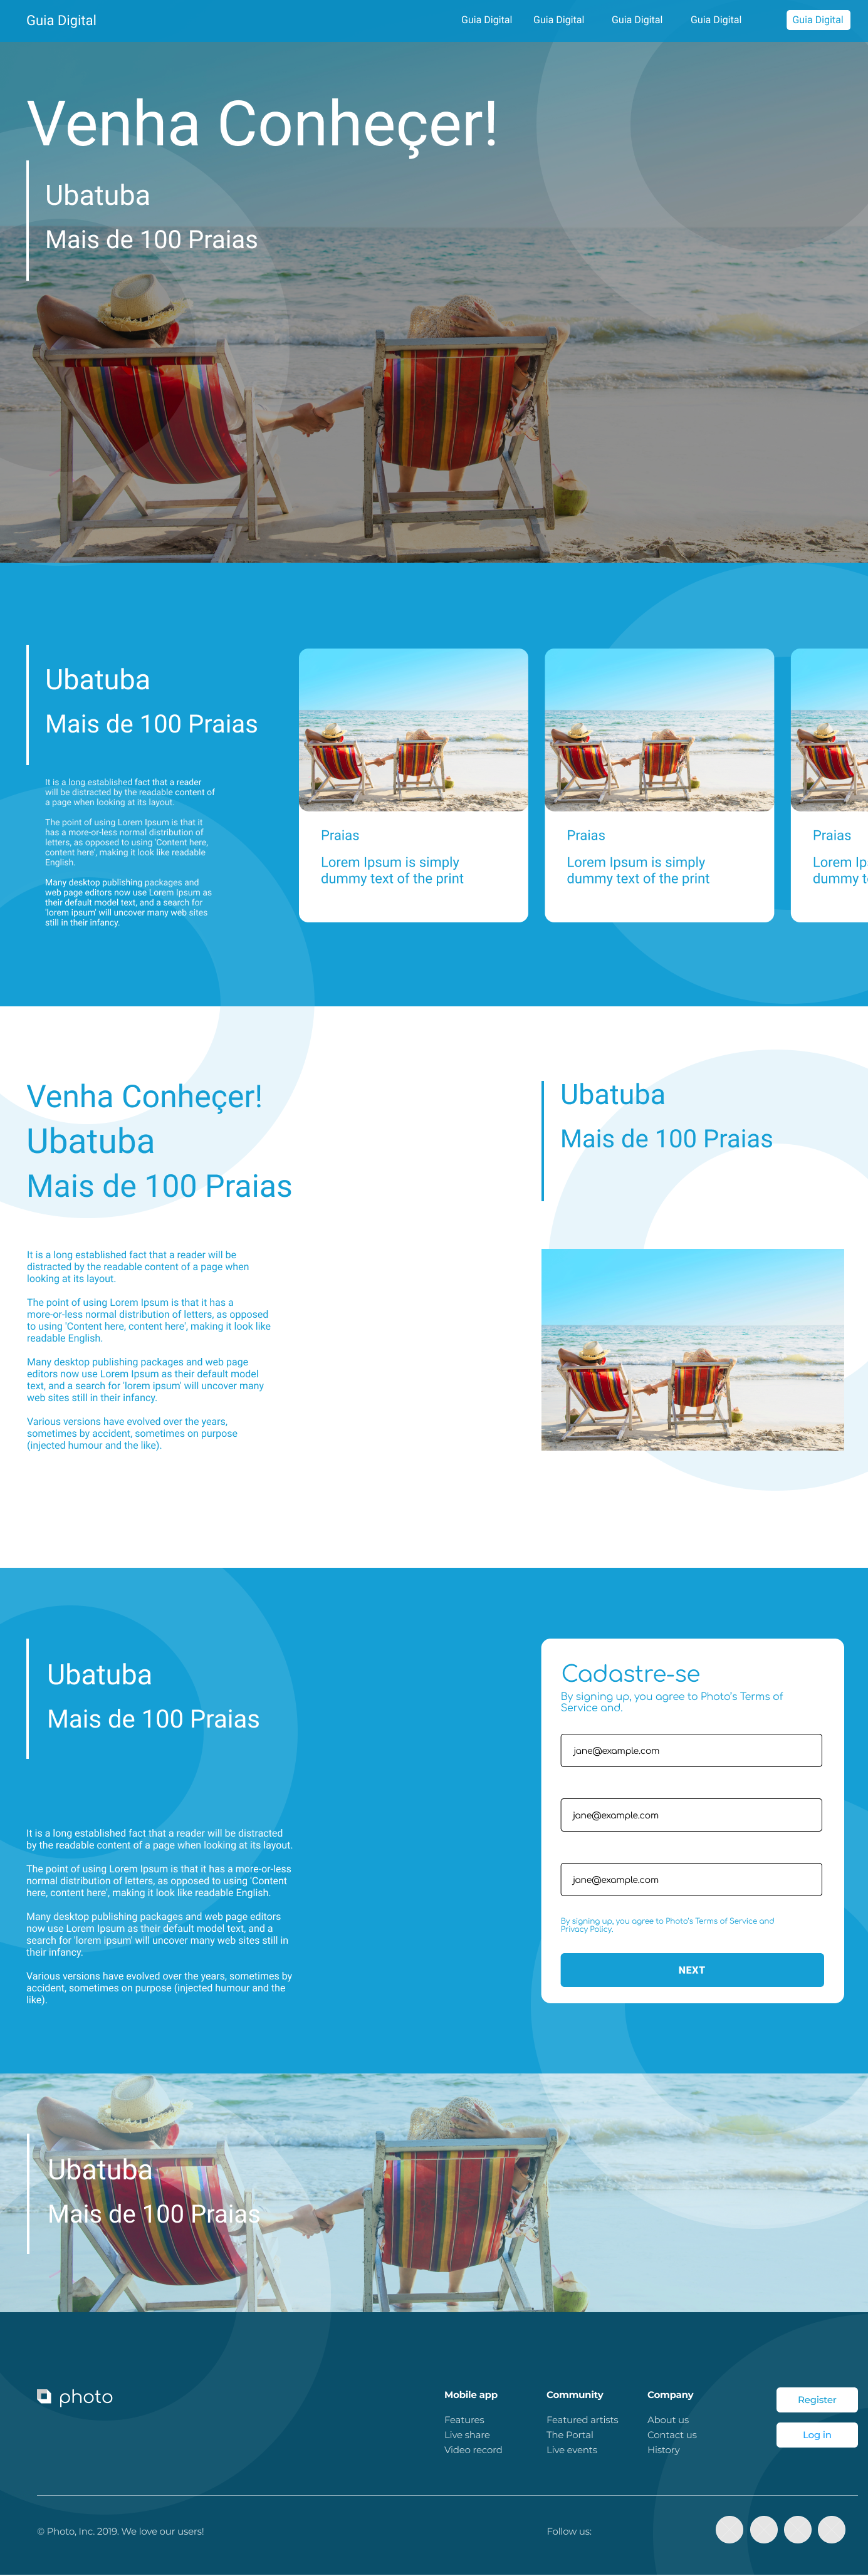 Guia Digital
Guia Digital Guia Digital Guia Digital Guia Digital Guia Digital
Venha Conheçer!
Ubatuba
Mais de 100 Praias
Ubatuba
Mais de 100 Praias
It is a long established fact that a reader
will be distracted by the readable content of
a page when looking at its layout.
The point of using Lorem Ipsum is that it
has a more-or-less normal distribution of
letters, as opposed to using 'Content here,
content here', making it look like readable
English.
Many desktop publishing packages and
web page editors now use Lorem Ipsum as
their default model text, and a search for
'lorem ipsum' will uncover many web sites
still in their infancy.
Praias
Lorem Ipsum is simply
dummy text of the print
Praias
Lorem Ipsum is simply
dummy text of the print
Praias
Lorem Ip
dummy t
Venha Conheçer!
Ubatuba
Mais de 100 Praias
It is a long established fact that a reader will be
distracted by the readable content of a page when
looking at its layout.
The point of using Lorem Ipsum is that it has a
more-or-less normal distribution of letters, as opposed
to using 'Content here, content here', making it look like
readable English.
Many desktop publishing packages and web page
editors now use Lorem Ipsum as their default model
text, and a search for 'lorem ipsum' will uncover many
web sites still in their infancy.
Various versions have evolved over the years,
sometimes by accident, sometimes on purpose
(injected humour and the like).
Ubatuba
Mais de 100 Praias
Ubatuba
Mais de 100 Praias
It is a long established fact that a reader will be distracted
by the readable content of a page when looking at its layout.
The point of using Lorem Ipsum is that it has a more-or-less
normal distribution of letters, as opposed to using 'Content
here, content here', making it look like readable English.
Many desktop publishing packages and web page editors
now use Lorem Ipsum as their default model text, and a
search for 'lorem ipsum' will uncover many web sites still in
their infancy.
Various versions have evolved over the years, sometimes by
accident, sometimes on purpose (injected humour and the
like).
Cadastre-se
By signing up, you agree to Photo's Terms of
Service and.
jane@example.com
jane@example.com
jane@example.com
By signing up, you agree to Photo's Terms of Service and
Privacy Policy.
NEXT
Ubatuba
Mais de 100 Praias
photo
Mobile app
Features
Live share
Video record
Community
Featured artists
The Portal
Live events
Company
About us
Contact us
History
Register
Log in
© Photo, Inc. 2019. We love our users!
Follow us: